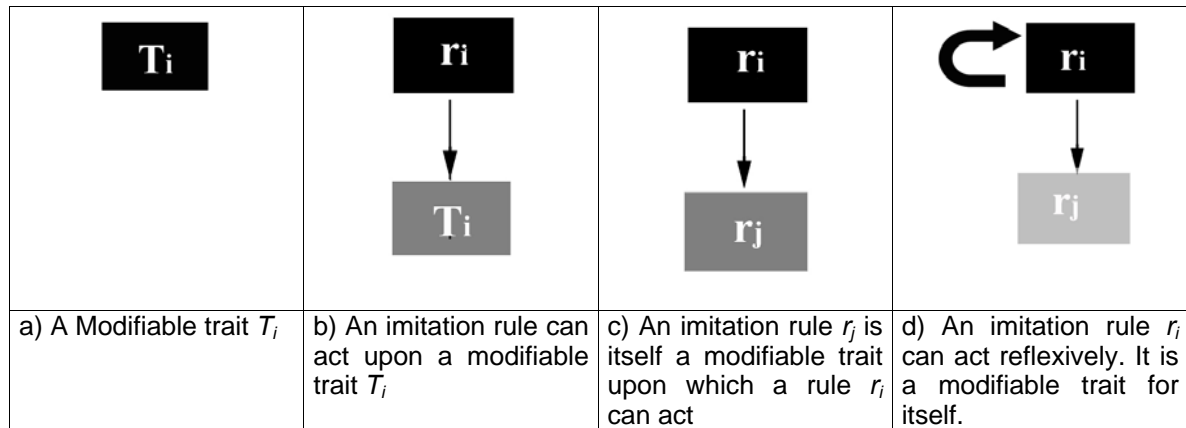 Ti
ri
Ti
ri
rj
ri
rj
a) A Modifiable trait Ti
b) An imitation rule can
act upon a modifiable
trait Ti
c) An imitation rule rj is
itself a modifiable trait
upon which a rule ri
can act
d) An imitation rule ri
can act reflexively. It is
a modifiable trait for
itself.